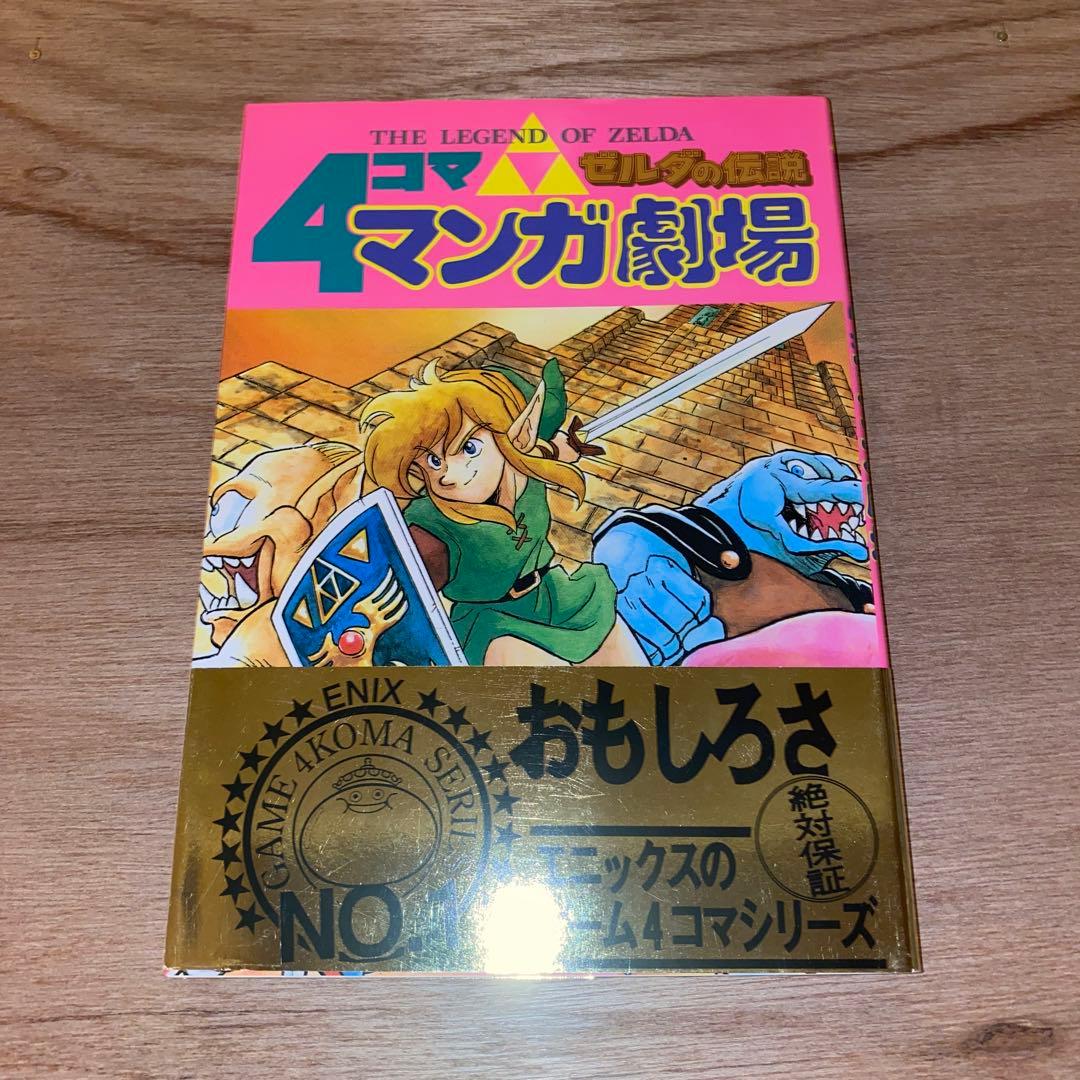 THE LEGEND OF ZELDA
ゼルダの伝説
4コマ
マンガ劇場
ENIX
GAME 4KOMA
NO.1
おもしろさ
絶対保証
エニックスの
ーム4コマシリーズ